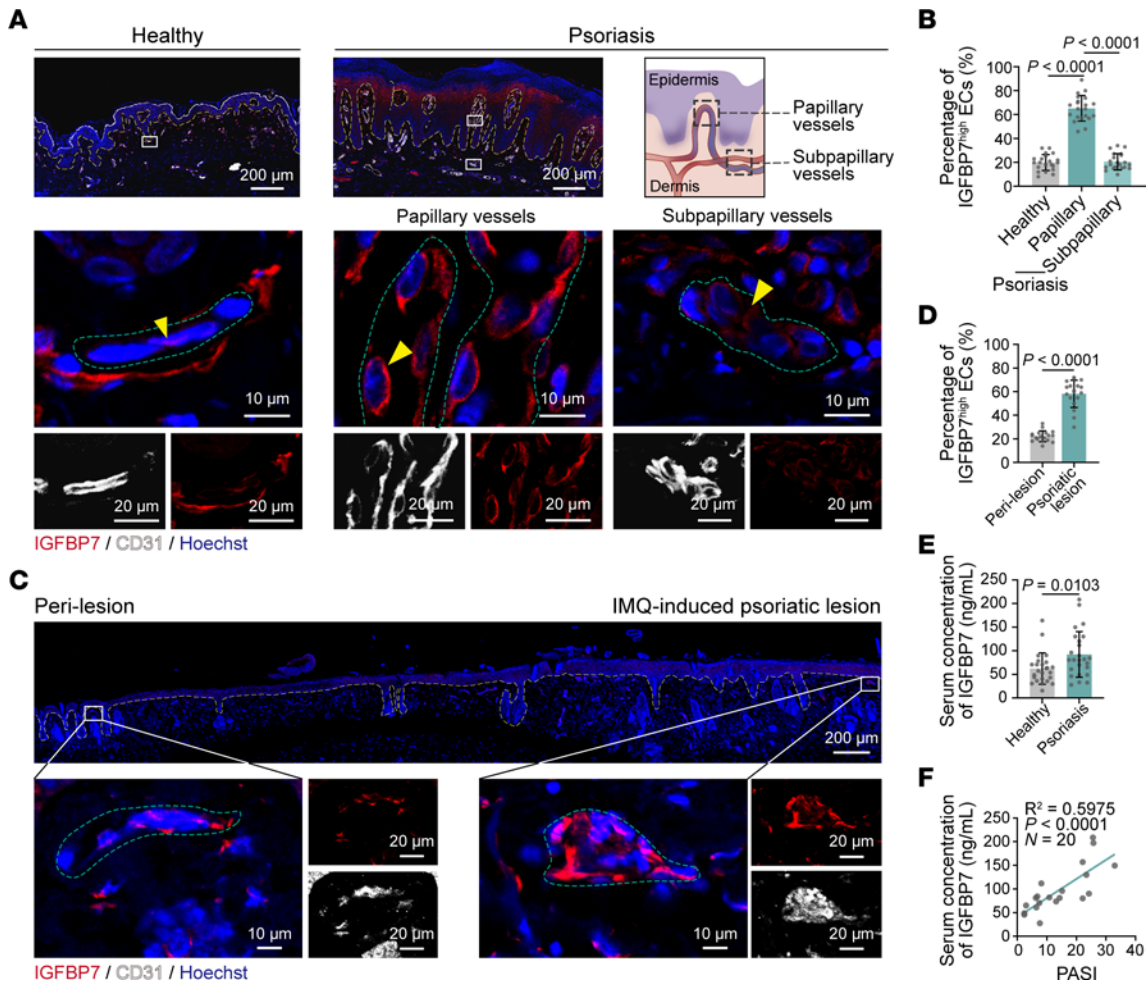 A
Healthy
Psoriasis
200 µm
200 µm
Epidermis
Dermis
Papillary
vessels
Subpapillary
vessels
Papillary vessels
Subpapillary vessels
10 µm
10 µm
10 µm
20 µm
20 µm
20 µm
20 µm
20 µm
20 µm
IGFBP7 / CD31 / Hoechst
B
P < 0.0001
P < 0.0001
Percentage of
IGFBP7high ECs (%)
100
80
60
40
20
0
Healthy
Papillary
Subpapillary
Psoriasis
C
Peri-lesion
IMQ-induced psoriatic lesion
200 µm
10 µm
20 µm
20 µm
10 µm
20 µm
20 µm
IGFBP7 / CD31 / Hoechst
D
P < 0.0001
Percentage of
IGFBP7high ECs (%)
100
80
60
40
20
0
Peri-lesion
Psoriatic
lesion
E
P = 0.0103
Serum concentration
of IGFBP7 (ng/mL)
250
200
150
100
50
0
Healthy
Psoriasis
F
R2 = 0.5975
P < 0.0001
N = 20
Serum concentration
of IGFBP7 (ng/mL)
250
200
150
100
50
0
0 10 20 30 40
PASI